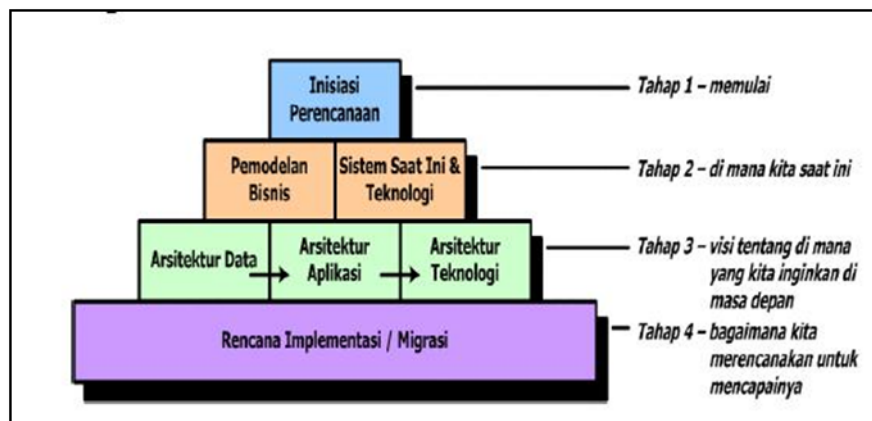 Inisiasi
Perencanaan
Tahap 1 – memulai
Pemodelan
Bisnis
Sistem Saat Ini &
Teknologi
Tahap 2 – di mana kita saat ini
Arsitektur Data
Arsitektur
Aplikasi
Arsitektur
Teknologi
Tahap 3 – visi tentang di mana
yang kita inginkan di
masa depan
Rencana Implementasi / Migrasi
Tahap 4 – bagaimana kita
merencanakan untuk
mencapainya